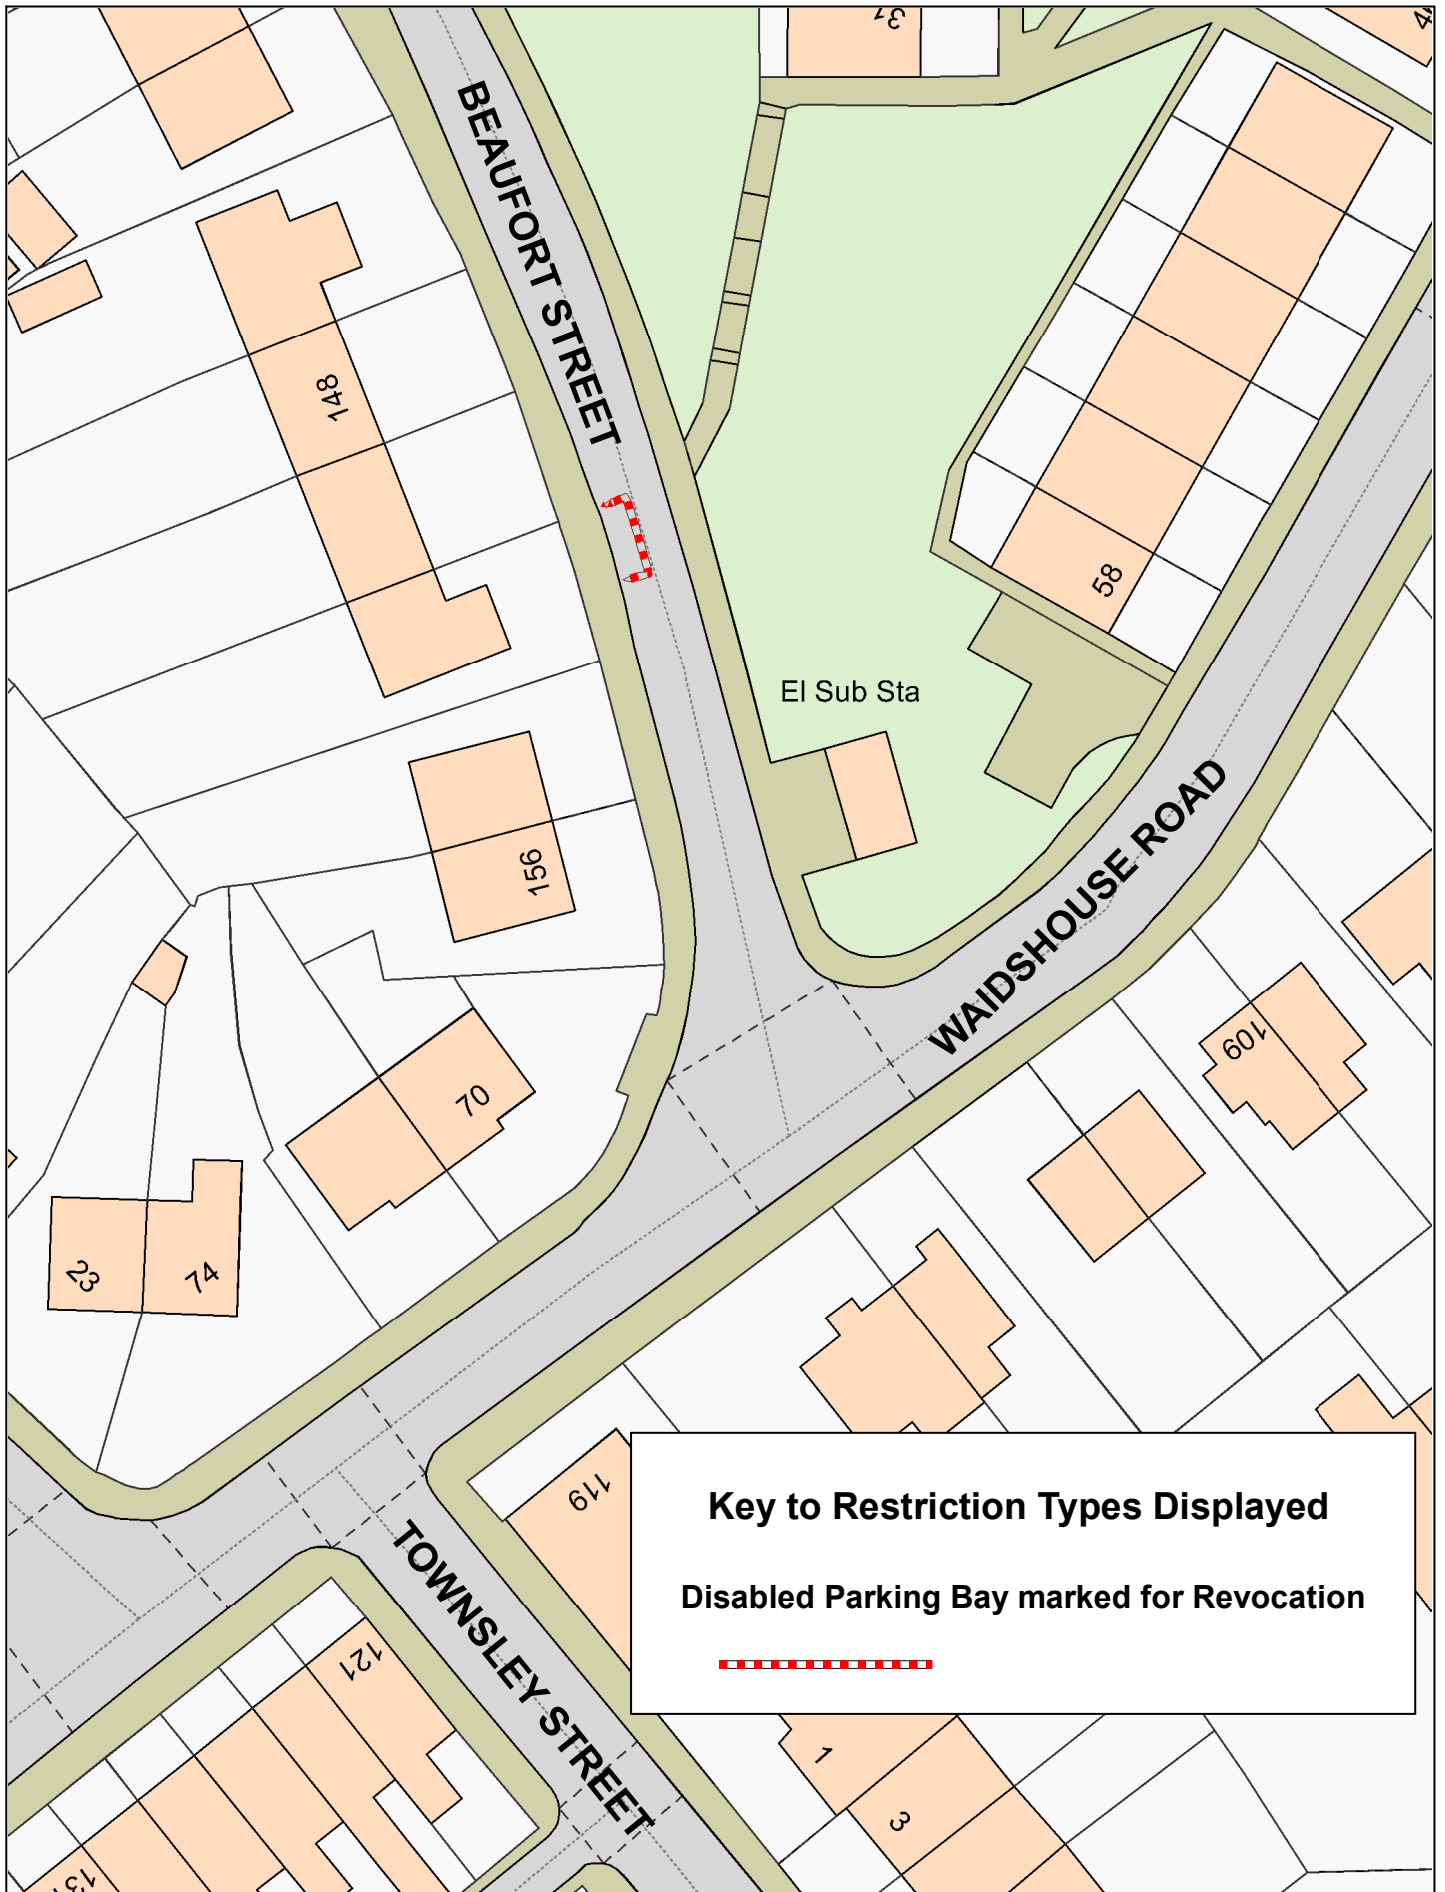 31
BEAUFORT STREET
148
58
El Sub Sta
WAIDSHOUSE ROAD
156
109
70
23
74
119
Key to Restriction Types Displayed
Disabled Parking Bay marked for Revocation
TOWNSLEY STREET
121
1
3